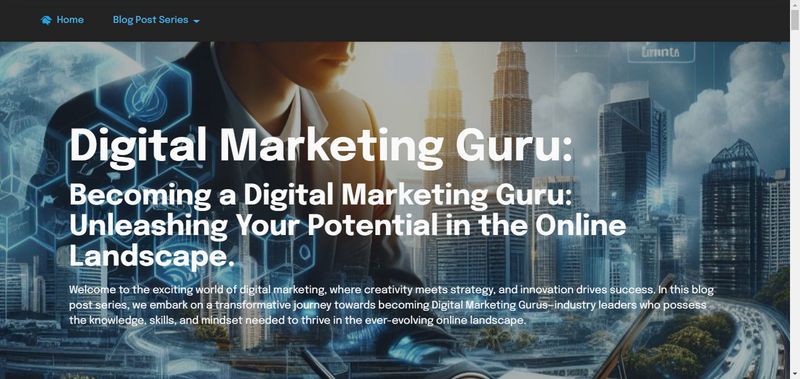 Home
Blog Post Series
Digital Marketing Guru:
Becoming a Digital Marketing Guru:
Unleashing Your Potential in the Online
Landscape.
Welcome to the exciting world of digital marketing, where creativity meets strategy, and innovation drives success. In this blog
post series, we embark on a transformative journey towards becoming Digital Marketing Gurus—industry leaders who possess
the knowledge, skills, and mindset needed to thrive in the ever-evolving online landscape.